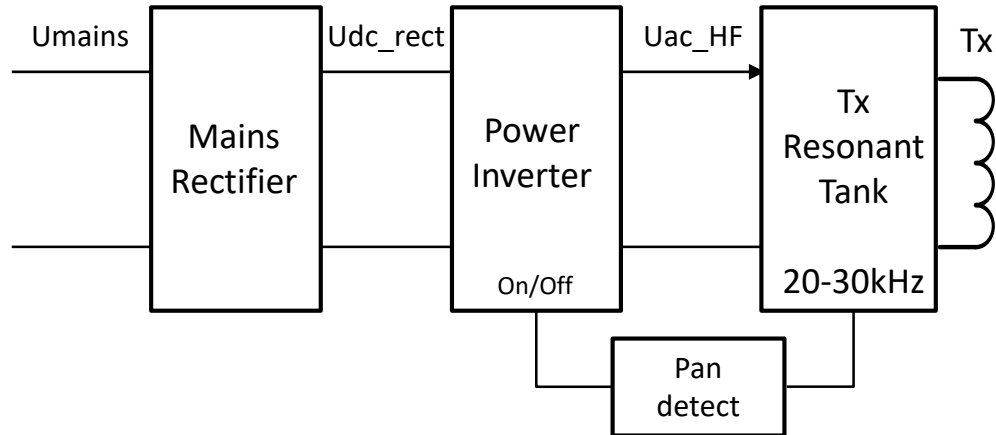 Umains
Udc_rect
Uac_HF
Tx
Mains
Rectifier
Power
Inverter
On/Off
Tx
Resonant
Tank
20-30kHz
Pan
detect